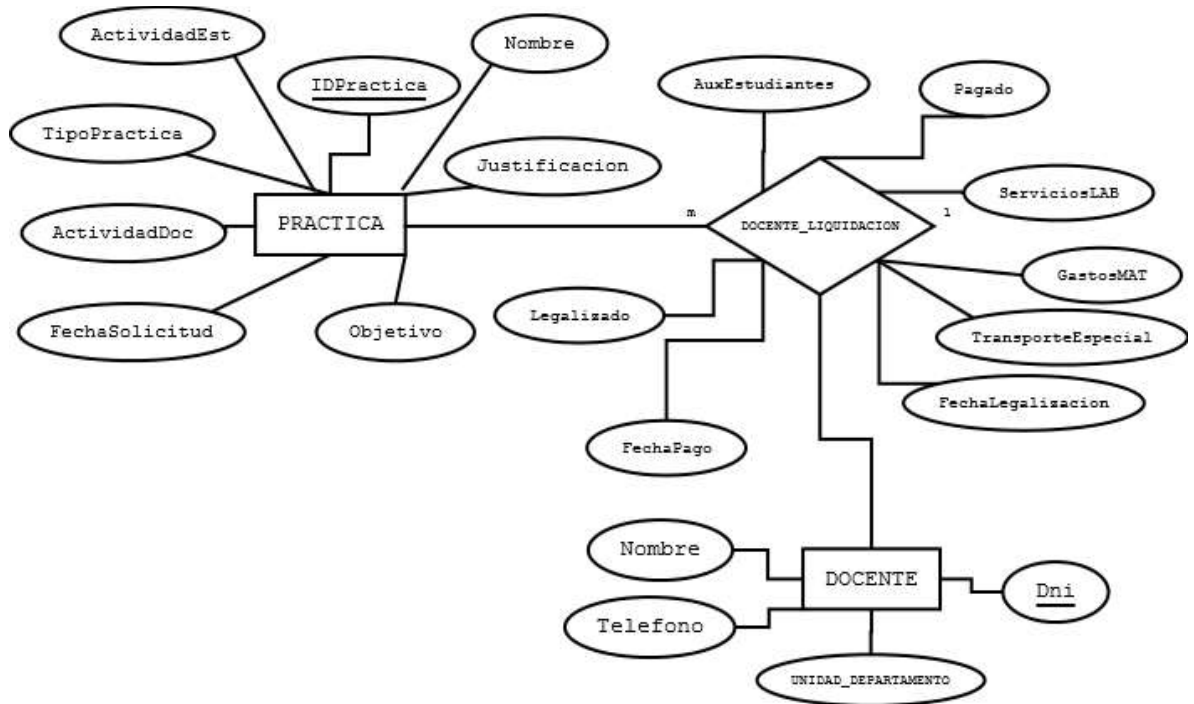 ActividadEst
Nombre
IDPractica
AuxEstudiantes
Pagado
TipoPractica
Justificacion
ServiciosLAB
ActividadDoc
PRACTICA
m
DOCENTE_LIQUIDACION
1
GastosMAT
FechaSolicitud
Objetivo
Legalizado
TransporteEspecial
FechaLegalizacion
FechaPago
Nombre
DOCENTE
Dni
Telefono
UNIDAD_DEPARTAMENTO